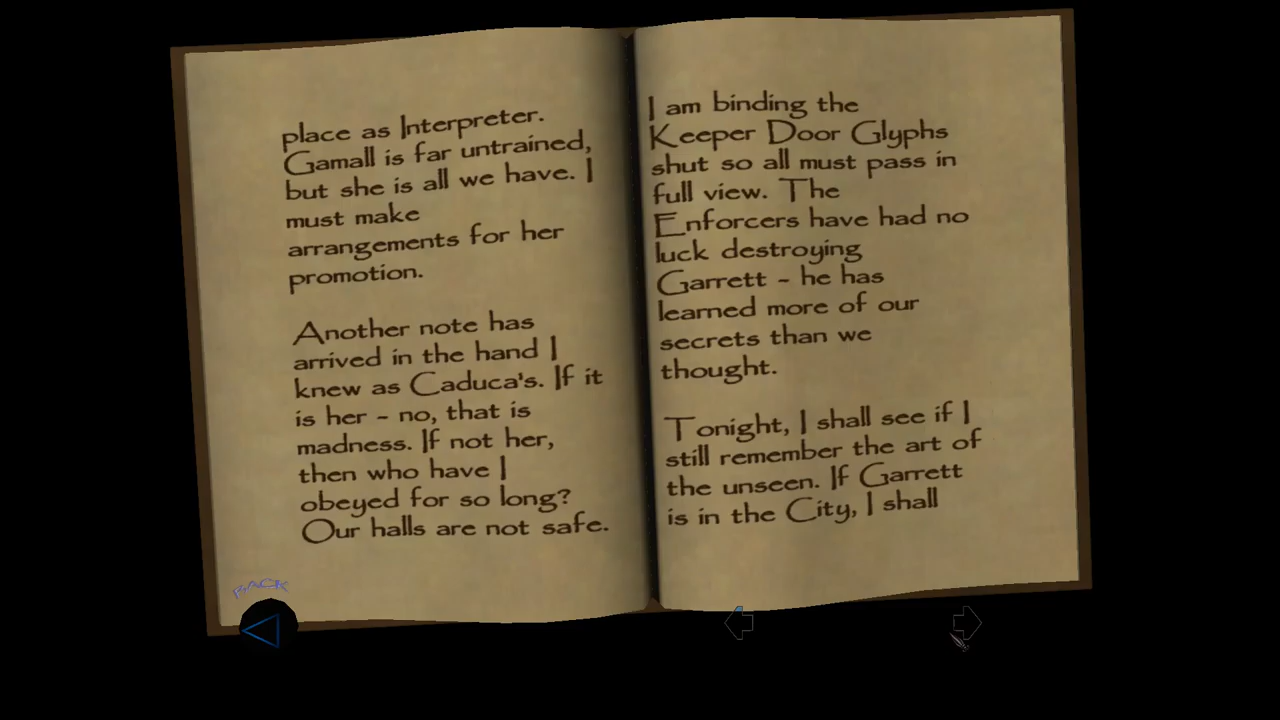 place as Interpreter.
Gamall is far untrained,
but she is all we have. I
must make
arrangements for her
promotion.
Another note has
arrived in the hand I
knew as Caduca's. If it
is her - no, that is
madness. If not her,
then who have I
obeyed for so long?
Our halls are not safe.
I am binding the
Keeper Door Glyphs
shut so all must pass in
full view. The
Enforcers have had no
luck destroying
Garrett - he has
learned more of our
secrets than we
thought.
Tonight, I shall see if I
still remember the art of
the unseen. If Garrett
is in the City, I shall
BACK